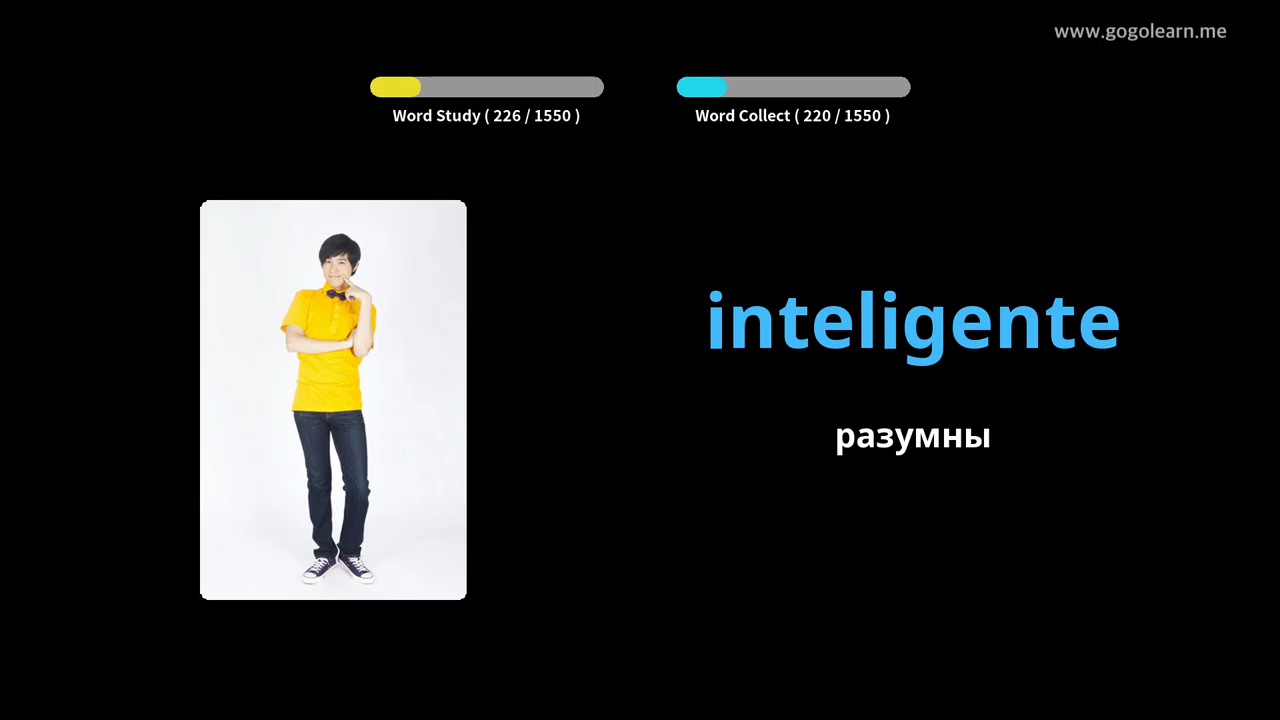 www.gogolearn.me
Word Study ( 226 / 1550 )
Word Collect ( 220 / 1550 )
inteligente
разумны